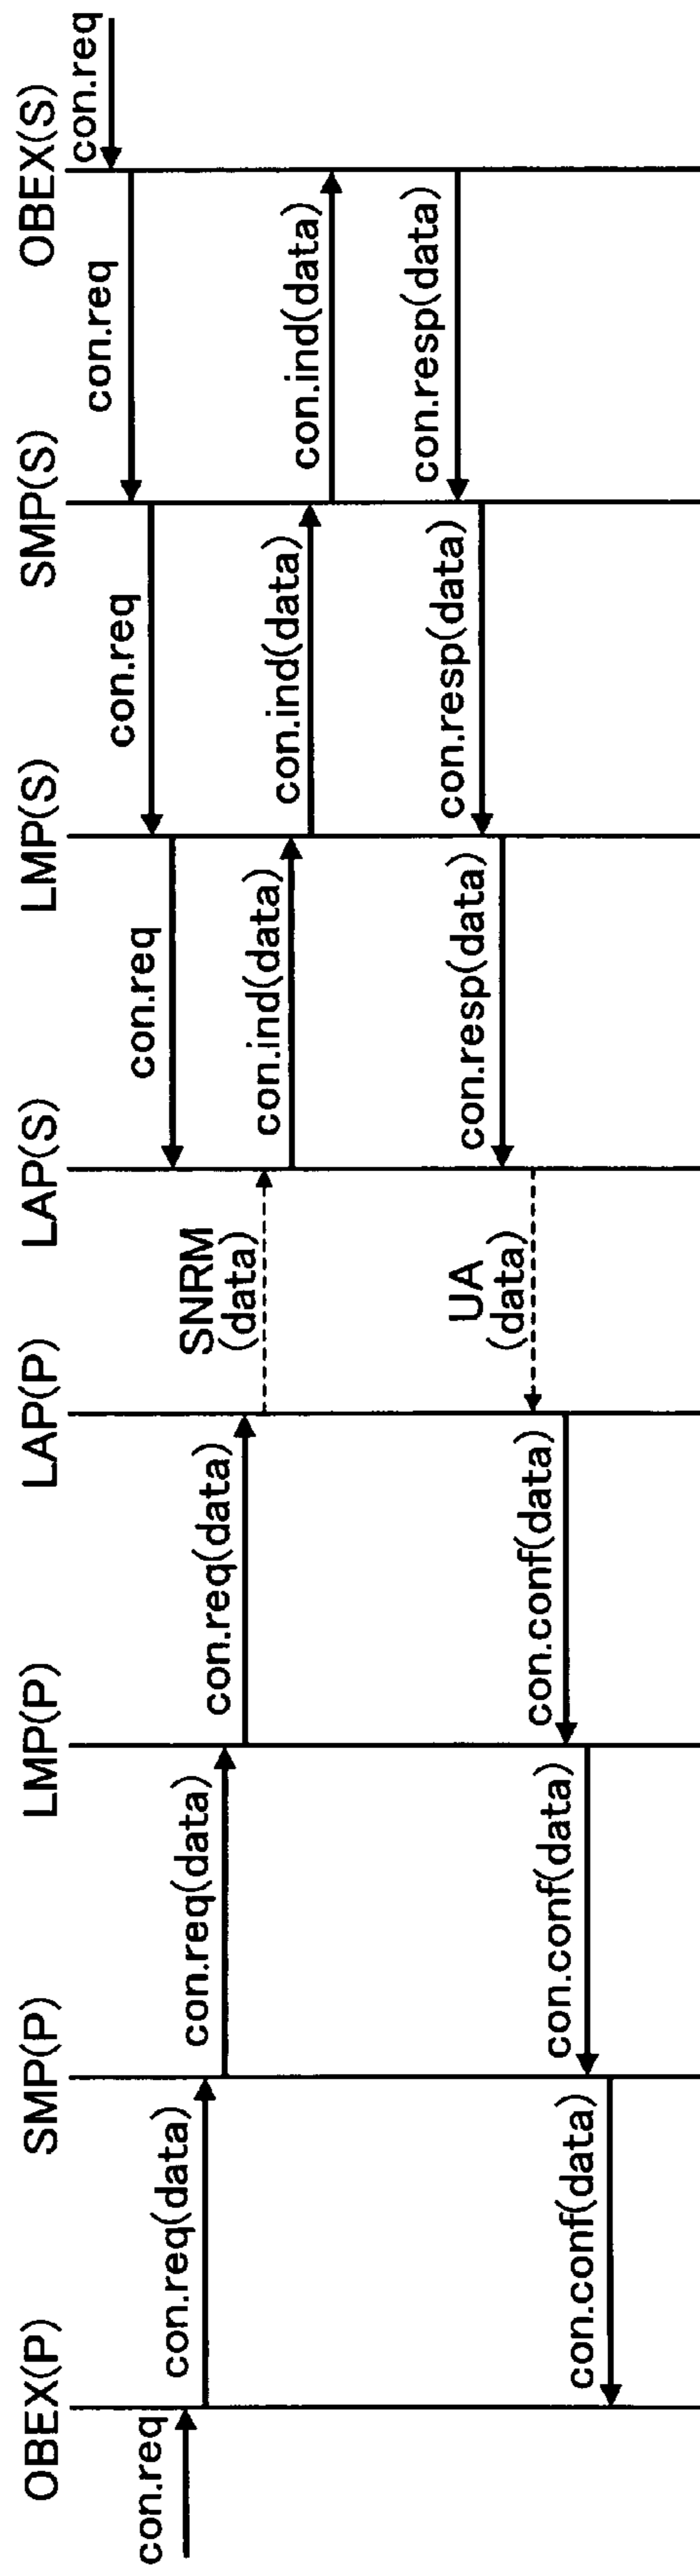 OBEX(P)
SMP(P)
LMP(P)
LAP(P)
LAP(S)
LMP(S)
SMP(S)
OBEX(S)
con.req
con.req
con.req
con.req
con.req
con.req(data)
con.req(data)
con.req(data)
SNRM
(data)
con.ind(data)
con.ind(data)
con.ind(data)
con.resp(data)
con.resp(data)
con.resp(data)
UA
(data)
con.conf(data)
con.conf(data)
con.conf(data)